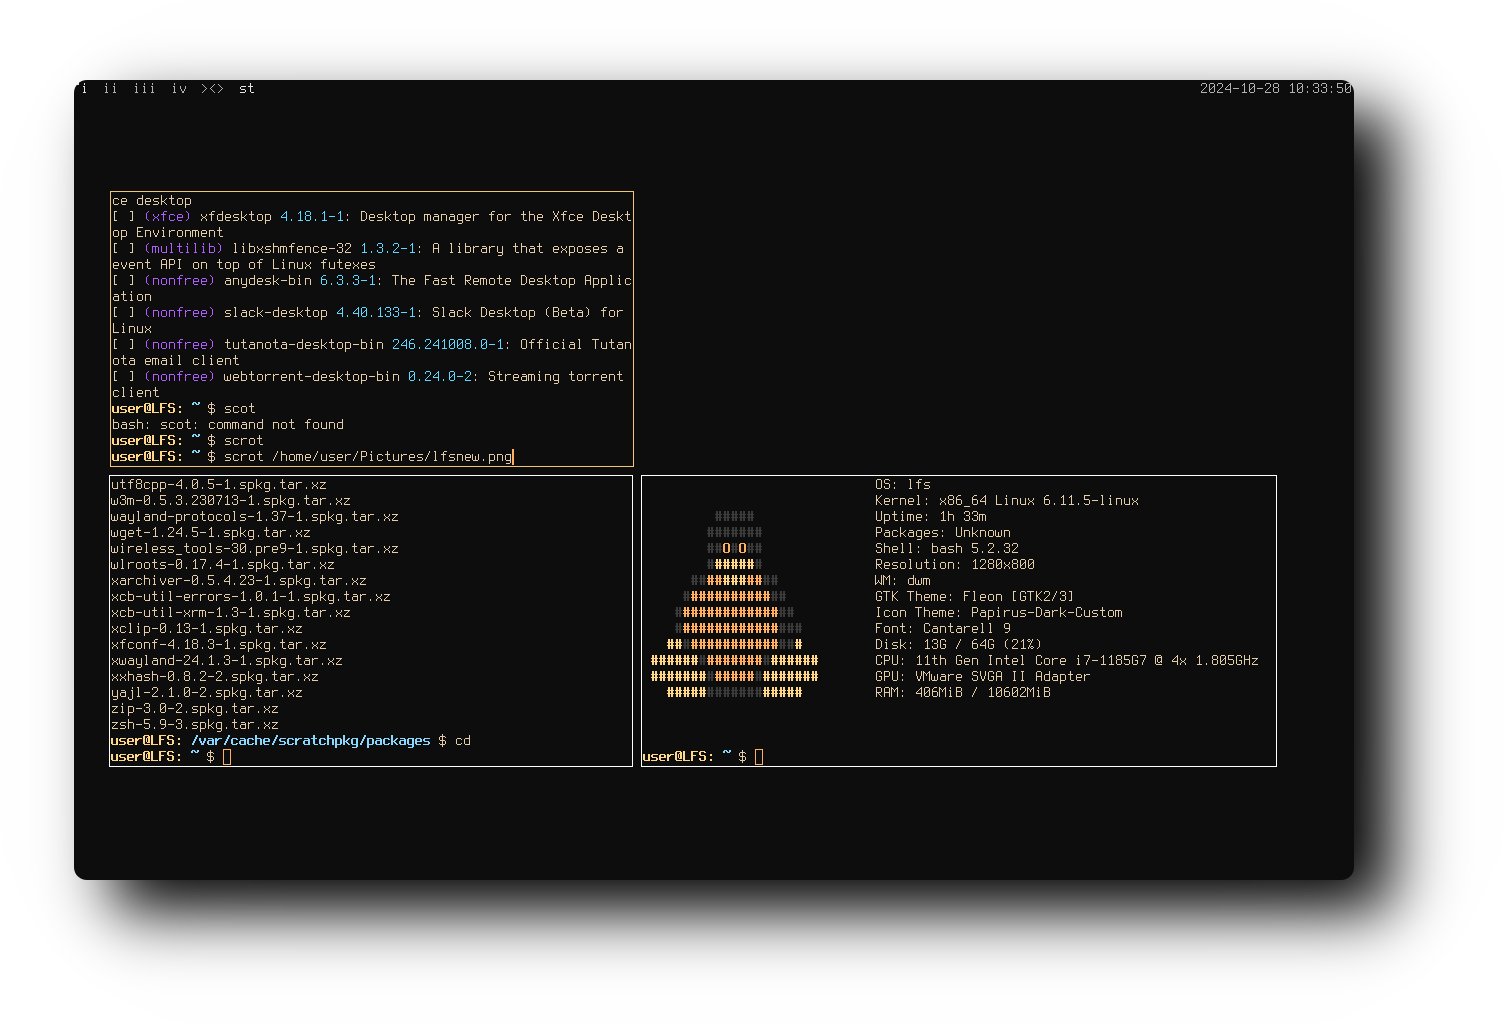 i ii iii iv ><> st
2024-10-28 10:33:50
ce desktop
[ ] (xfce) xfdesktop 4.18.1-1: Desktop manager for the Xfce Deskt
op Environment
[ ] (multilib) libxshmfence-32 1.3.2-1: A library that exposes a
event API on top of Linux futexes
[ ] (nonfree) anydesk-bin 6.3.3-1: The Fast Remote Desktop Applic
ation
[ ] (nonfree) slack-desktop 4.40.133-1: Slack Desktop (Beta) for
Linux
[ ] (nonfree) tutanota-desktop-bin 246.241008.0-1: Official Tutan
ota email client
[ ] (nonfree) webtorrent-desktop-bin 0.24.0-2: Streaming torrent
client
user@LFS: ~ $ scot
bash: scot: command not found
user@LFS: ~ $ scrot
user@LFS: ~ $ scrot /home/user/Pictures/lfsnew.png
utf8cpp-4.0.5-1.spkg.tar.xz
w3m-0.5.3.230713-1.spkg.tar.xz
wayland-protocols-1.37-1.spkg.tar.xz
wget-1.24.5-1.spkg.tar.xz
wireless_tools-30.pre9-1.spkg.tar.xz
wlroots-0.17.4-1.spkg.tar.xz
xarchiver-0.5.4.23-1.spkg.tar.xz
xcb-util-errors-1.0.1-1.spkg.tar.xz
xcb-util-xrm-1.3-1.spkg.tar.xz
xclip-0.13-1.spkg.tar.xz
xfconf-4.18.3-1.spkg.tar.xz
xwayland-24.1.3-1.spkg.tar.xz
xxhash-0.8.2-2.spkg.tar.xz
yajl-2.1.0-2.spkg.tar.xz
zip-3.0-2.spkg.tar.xz
zsh-5.9-3.spkg.tar.xz
user@LFS: /var/cache/scratchpkg/packages $ cd
user@LFS: ~ $
OS: lfs
Kernel: x86_64 Linux 6.11.5-linux
Uptime: 1h 33m
Packages: Unknown
Shell: bash 5.2.32
Resolution: 1280x800
WM: dwm
GTK Theme: Fleon [GTK2/3]
Icon Theme: Papirus-Dark-Custom
Font: Cantarell 9
Disk: 13G / 64G (21%)
CPU: 11th Gen Intel Core i7-1185G7 @ 4x 1.805GHz
GPU: VMware SVGA II Adapter
RAM: 406MiB / 10602MiB
user@LFS: ~ $